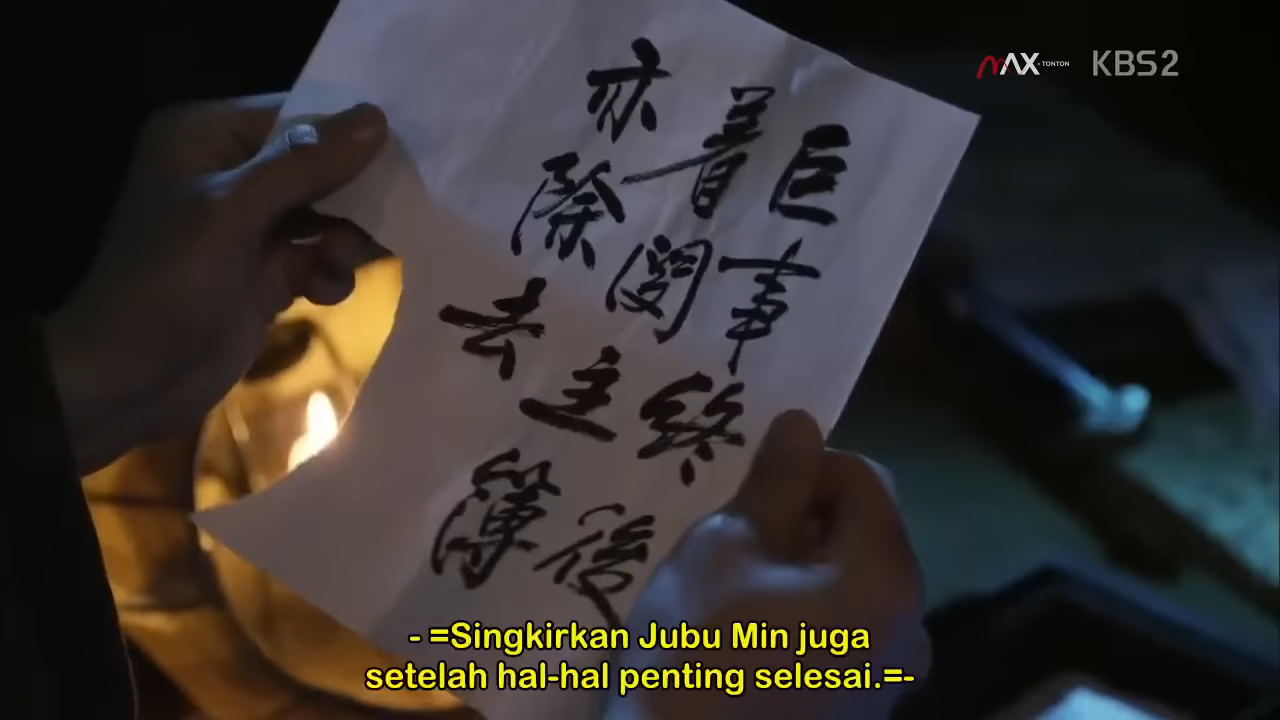 MAX-TONTON KBS2
巨事終後
着閔主簿
亦除去
- =Singkirkan Jubu Min juga
setelah hal-hal penting selesai.=-